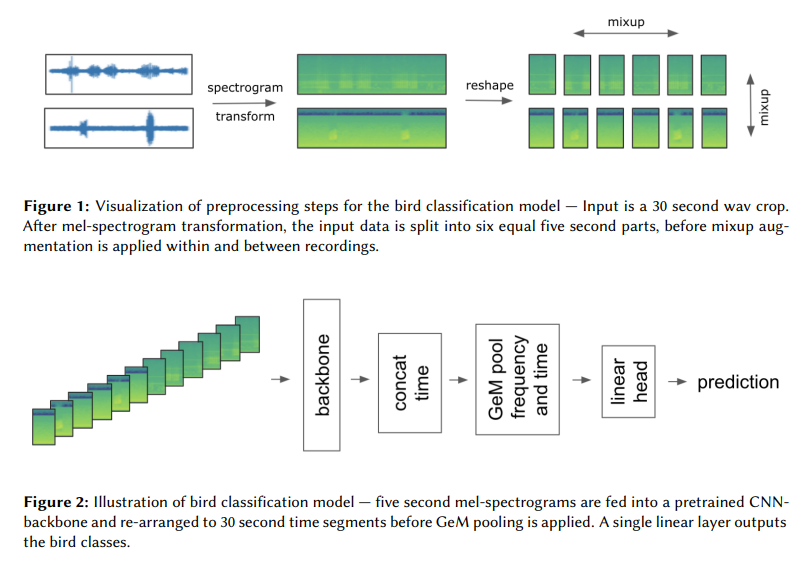 mixup
spectrogram
transform
reshape
mixup
Figure 1: Visualization of preprocessing steps for the bird classification model — Input is a 30 second wav crop.
After mel-spectrogram transformation, the input data is split into six equal five second parts, before mixup aug-
mentation is applied within and between recordings.
backbone
concat
time
GeM pool
frequency
and time
linear
head
prediction
Figure 2: Illustration of bird classification model — five second mel-spectrograms are fed into a pretrained CNN-
backbone and re-arranged to 30 second time segments before GeM pooling is applied. A single linear layer outputs
the bird classes.